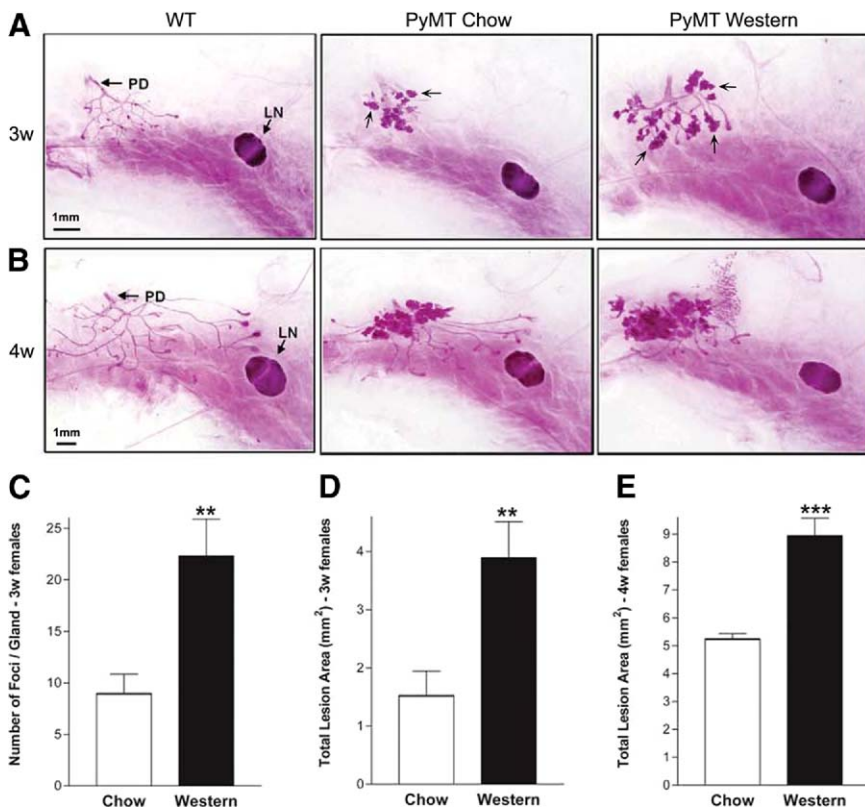 WT PyMT Chow PyMT Western
A
PD
LN
3w
1mm
B
PD
LN
4w
1mm
C
Number of Foci / Gland - 3w females
25
20
15
10
5
0
Chow Western
**
D
Total Lesion Area (mm²) - 3w females
4
3
2
1
0
Chow Western
**
E
Total Lesion Area (mm²) - 4w females
9
8
7
6
5
4
3
2
1
0
Chow Western
***